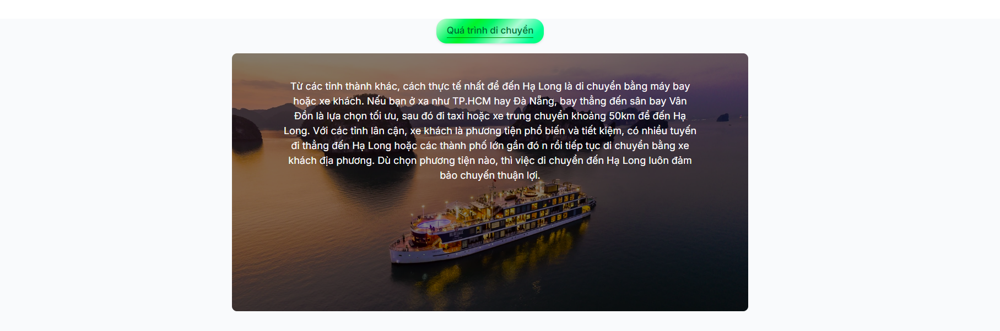 Quá trình di chuyển
Từ các tỉnh thành khác, cách thực tế nhất để đến Hạ Long là di chuyển bằng máy bay
hoặc xe khách. Nếu bạn ở xa như TP.HCM hay Đà Nẵng, bay thẳng đến sân bay Vân
Đồn là lựa chọn tối ưu, sau đó đi taxi hoặc xe trung chuyển khoảng 50km để đến Hạ
Long. Với các tỉnh lân cận, xe khách là phương tiện phổ biến và tiết kiệm, có nhiều tuyến
đi thẳng đến Hạ Long hoặc các thành phố lớn gần đó n rồi tiếp tục di chuyển bằng xe
khách địa phương. Dù chọn phương tiện nào, thì việc di chuyển đến Hạ Long luôn đảm
bảo chuyến thuận lợi.
HERITAGE